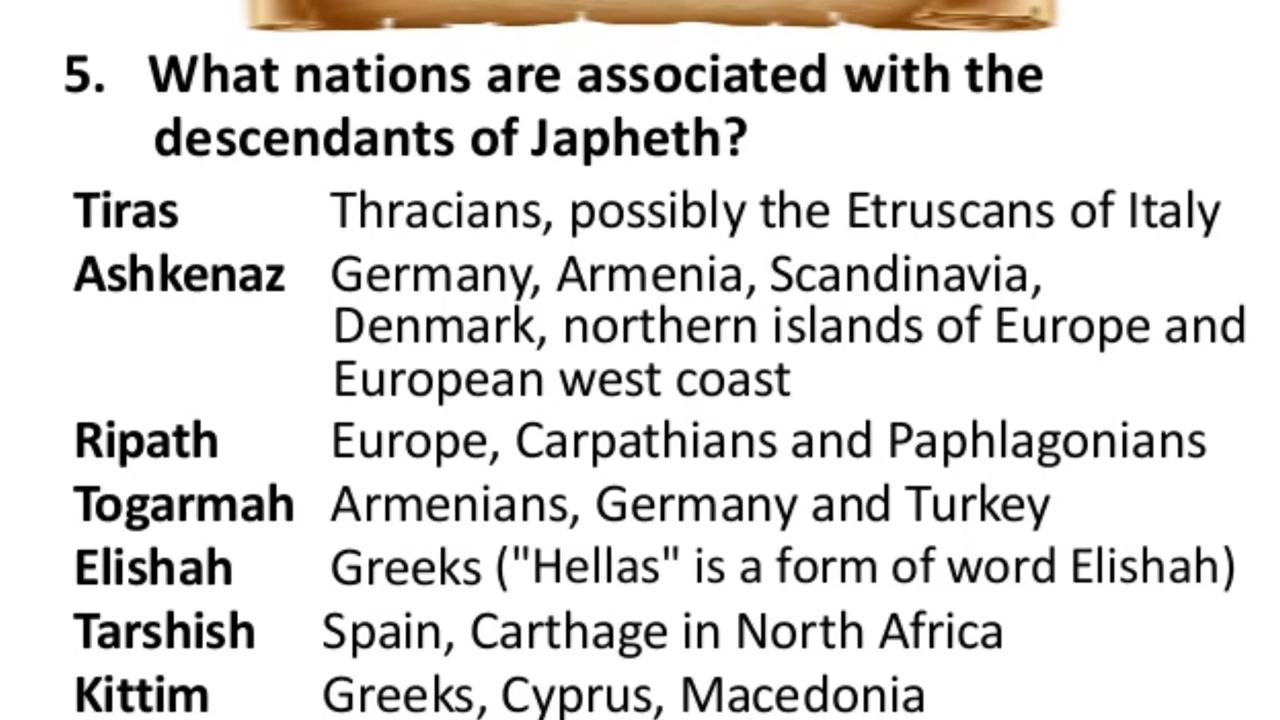 5. What nations are associated with the
descendants of Japheth?
Tiras Thracians, possibly the Etruscans of Italy
Ashkenaz Germany, Armenia, Scandinavia,
Denmark, northern islands of Europe and
European west coast
Ripath Europe, Carpathians and Paphlagonians
Togarmah Armenians, Germany and Turkey
Elishah Greeks ("Hellas" is a form of word Elishah)
Tarshish Spain, Carthage in North Africa
Kittim Greeks, Cyprus, Macedonia